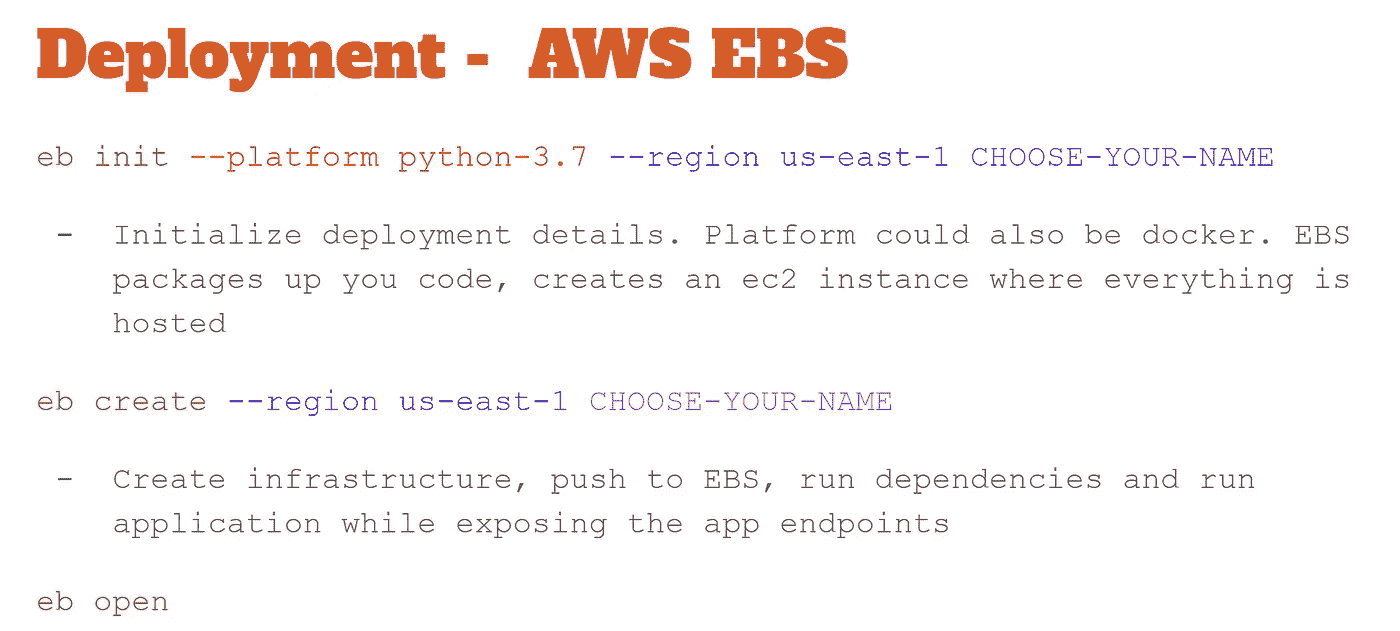 Deployment - AWS EBS
eb init --platform python-3.7 --region us-east-1 CHOOSE-YOUR-NAME
- Initialize deployment details. Platform could also be docker. EBS
packages up you code, creates an ec2 instance where everything is
hosted
eb create --region us-east-1 CHOOSE-YOUR-NAME
- Create infrastructure, push to EBS, run dependencies and run
application while exposing the app endpoints
eb open